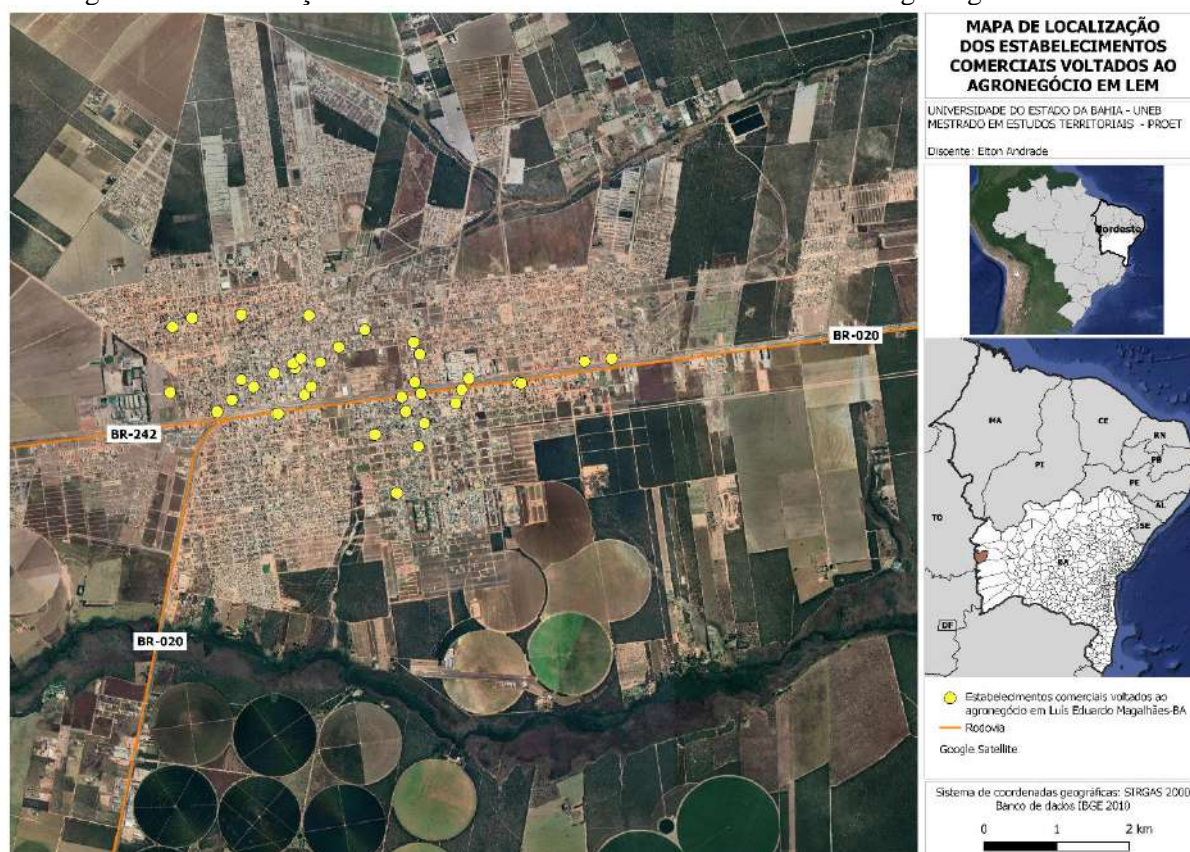 MAPA DE LOCALIZAÇÃO
DOS ESTABELECIMENTOS
COMERCIAIS VOLTADOS AO
AGRONEGÓCIO EM LEM
UNIVERSIDADE DO ESTADO DA BAHIA - UNEB
MESTRADO EM ESTUDOS TERRITORIAIS - PROET
Discente: Elton Andrade
Nordeste
BR-020
BR-242
BR-020
MA
CE
RN
PB
PI
PE
AL
SE
TO
BA
DF
Estabelecimentos comerciais voltados ao
agronegócio em Luís Eduardo Magalhães-BA
Rodovia
Google Satellite
Sistema de coordenadas geográficas: SIRGAS 2000
Banco de dados IBGE 2010
0 1 2 km